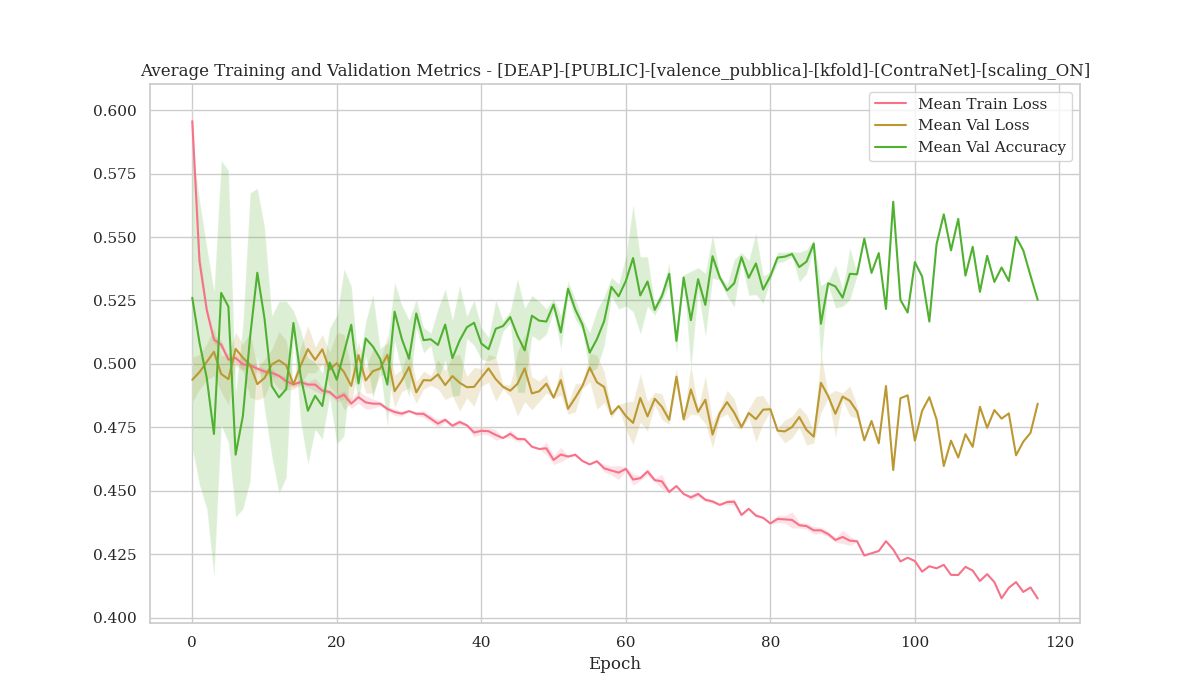 Average Training and Validation Metrics - [DEAP]-[PUBLIC]-[valence_pubblica]-[kfold]-[ContraNet]-[scaling_ON]
Mean Train Loss
Mean Val Loss
Mean Val Accuracy
0.600
0.575
0.550
0.525
0.500
0.475
0.450
0.425
0.400
0 20 40 60 80 100 120
Epoch